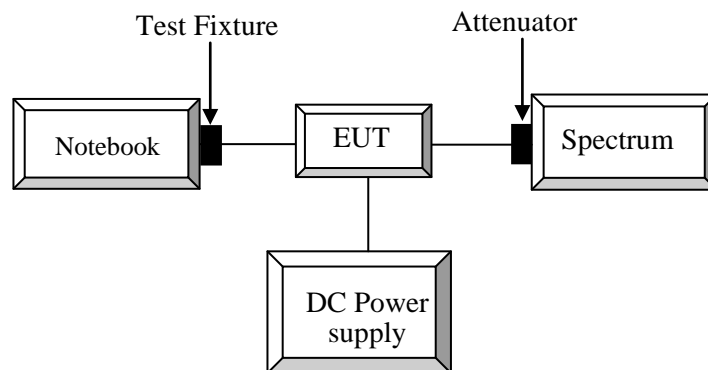 Test Fixture
Attenuator
Notebook
EUT
Spectrum
DC Power
supply